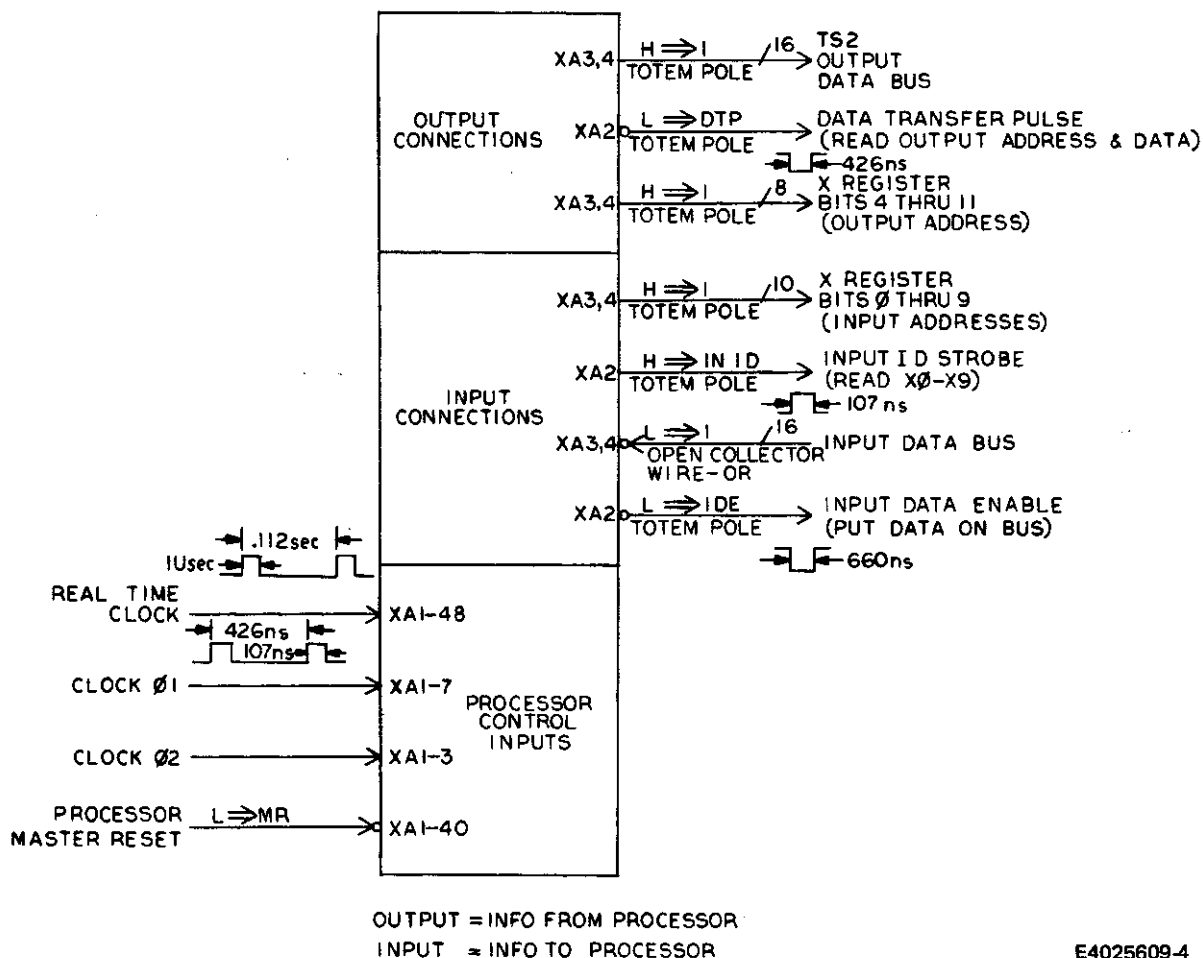 OUTPUT
CONNECTIONS
XA3,4 H ⟹ 1 /16 TS2
TOTEM POLE OUTPUT
DATA BUS
XA2 L ⟹ DTP DATA TRANSFER PULSE
TOTEM POLE (READ OUTPUT ADDRESS & DATA)
426ns
XA3,4 H ⟹ 1 /8 X REGISTER
TOTEM POLE BITS 4 THRU 11
(OUTPUT ADDRESS)
INPUT
CONNECTIONS
XA3,4 H ⟹ 1 /10 X REGISTER
TOTEM POLE BITS Ø THRU 9
(INPUT ADDRESSES)
XA2 H ⟹ IN ID INPUT ID STROBE
TOTEM POLE (READ XØ-X9)
107 ns
XA3,4 L ⟹ 1 /16 INPUT DATA BUS
OPEN COLLECTOR
WIRE-OR
XA2 L ⟹ IDE INPUT DATA ENABLE
TOTEM POLE (PUT DATA ON BUS)
660ns
.112sec
1Usec
REAL TIME
CLOCK XA1-48
426ns
107ns
CLOCK Ø1 XA1-7
PROCESSOR
CONTROL
INPUTS
CLOCK Ø2 XA1-3
PROCESSOR L ⟹ MR
MASTER RESET XA1-40
OUTPUT = INFO FROM PROCESSOR
INPUT = INFO TO PROCESSOR
E4025609-4